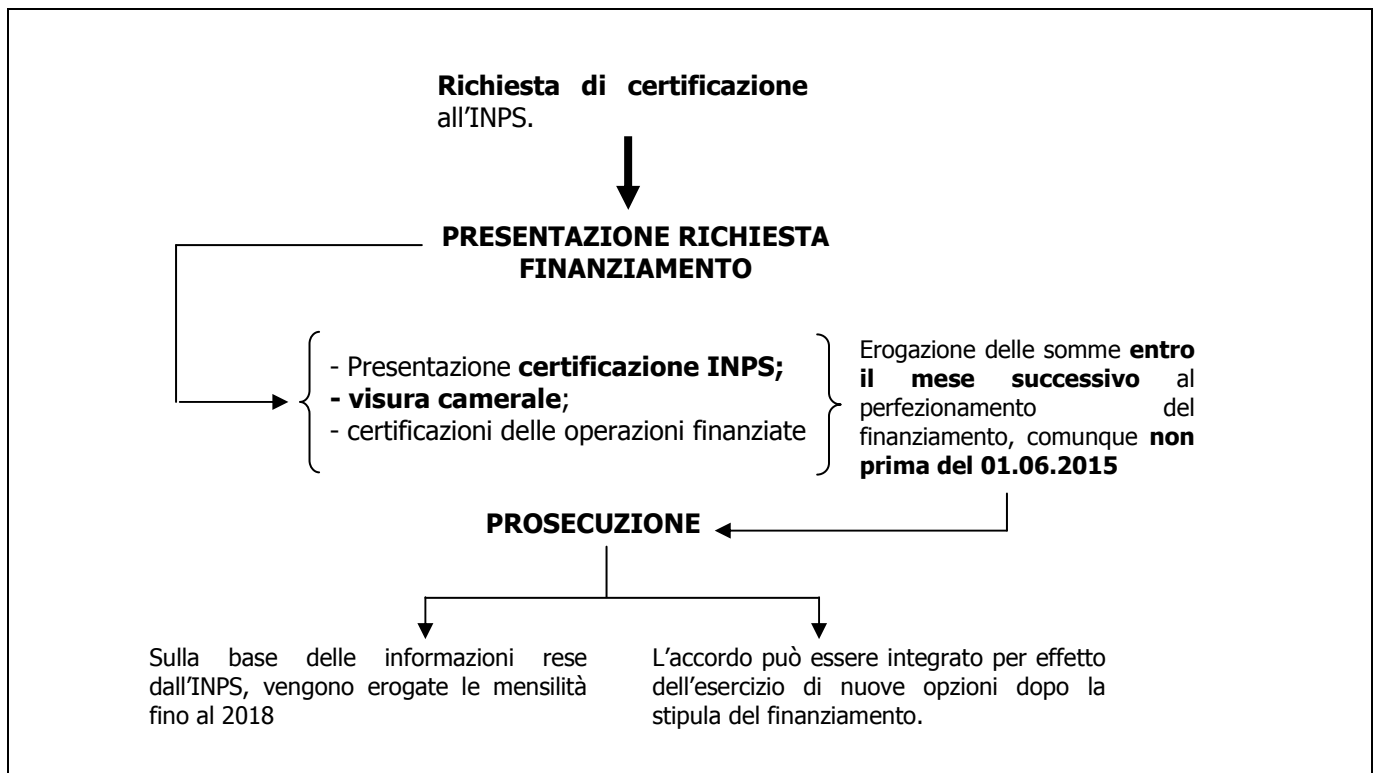 Richiesta di certificazione
all'INPS.
PRESENTAZIONE RICHIESTA
FINANZIAMENTO
- Presentazione certificazione INPS;
- visura camerale;
- certificazioni delle operazioni finanziate
Erogazione delle somme entro
il mese successivo al
perfezionamento del
finanziamento, comunque non
prima del 01.06.2015
PROSECUZIONE
Sulla base delle informazioni rese
dall'INPS, vengono erogate le mensilità
fino al 2018
L'accordo può essere integrato per effetto
dell'esercizio di nuove opzioni dopo la
stipula del finanziamento.